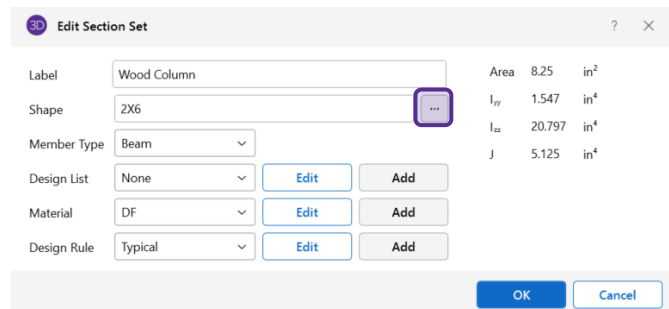 3D Edit Section Set ? ×
Label Wood Column
Shape 2X6 ...
Member Type Beam
Design List None Edit Add
Material DF Edit Add
Design Rule Typical Edit Add
Area 8.25 in²
Iyy 1.547 in⁴
Izz 20.797 in⁴
J 5.125 in⁴
OK Cancel